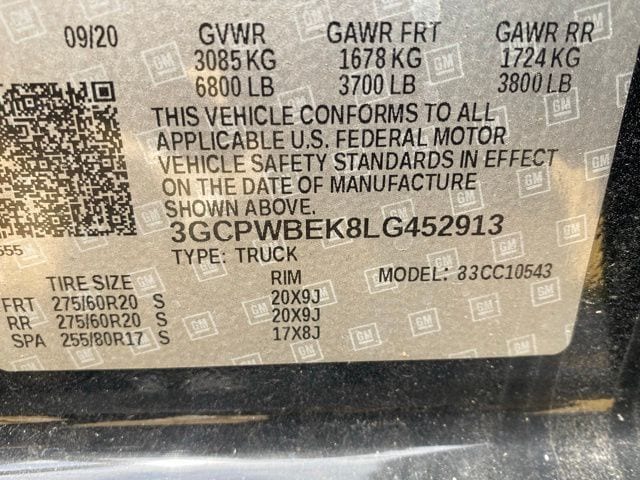 09/20 GVWR GAWR FRT GAWR RR
3085 KG 1678 KG 1724 KG
6800 LB 3700 LB 3800 LB
THIS VEHICLE CONFORMS TO ALL
APPLICABLE U.S. FEDERAL MOTOR
VEHICLE SAFETY STANDARDS IN EFFECT
ON THE DATE OF MANUFACTURE
SHOWN ABOVE.
3GCPWBEK8LG452913
TYPE: TRUCK
MODEL: 83CC10543
TIRE SIZE RIM
FRT 275/60R20 S 20X9J
RR 275/60R20 S 20X9J
SPA 255/80R17 S 17X8J
GM